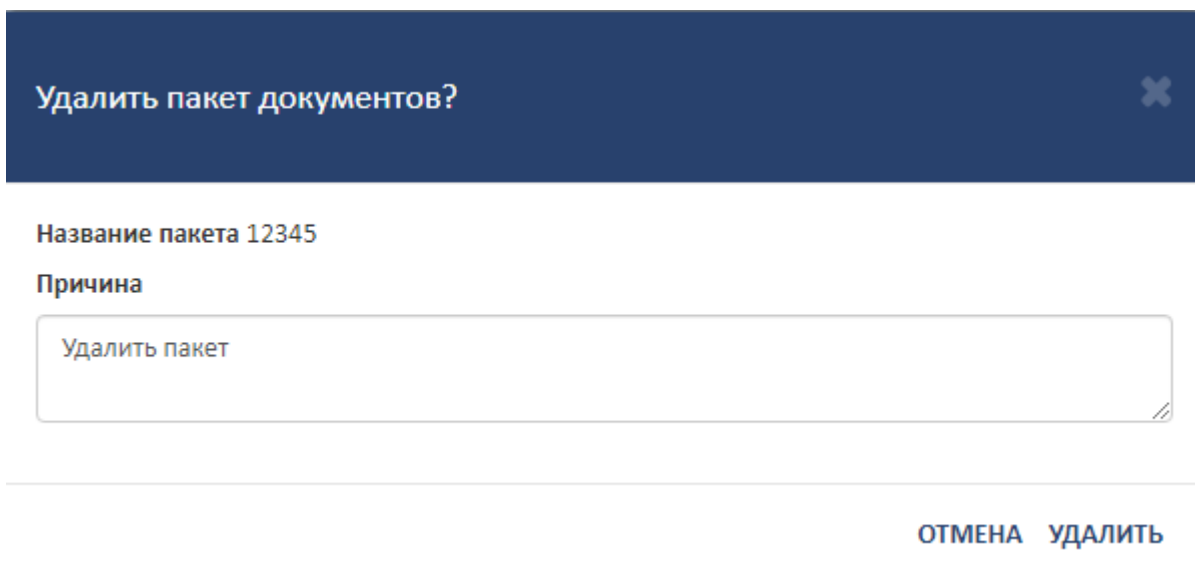 Удалить пакет документов?
Название пакета 12345
Причина
Удалить пакет
ОТМЕНА УДАЛИТЬ